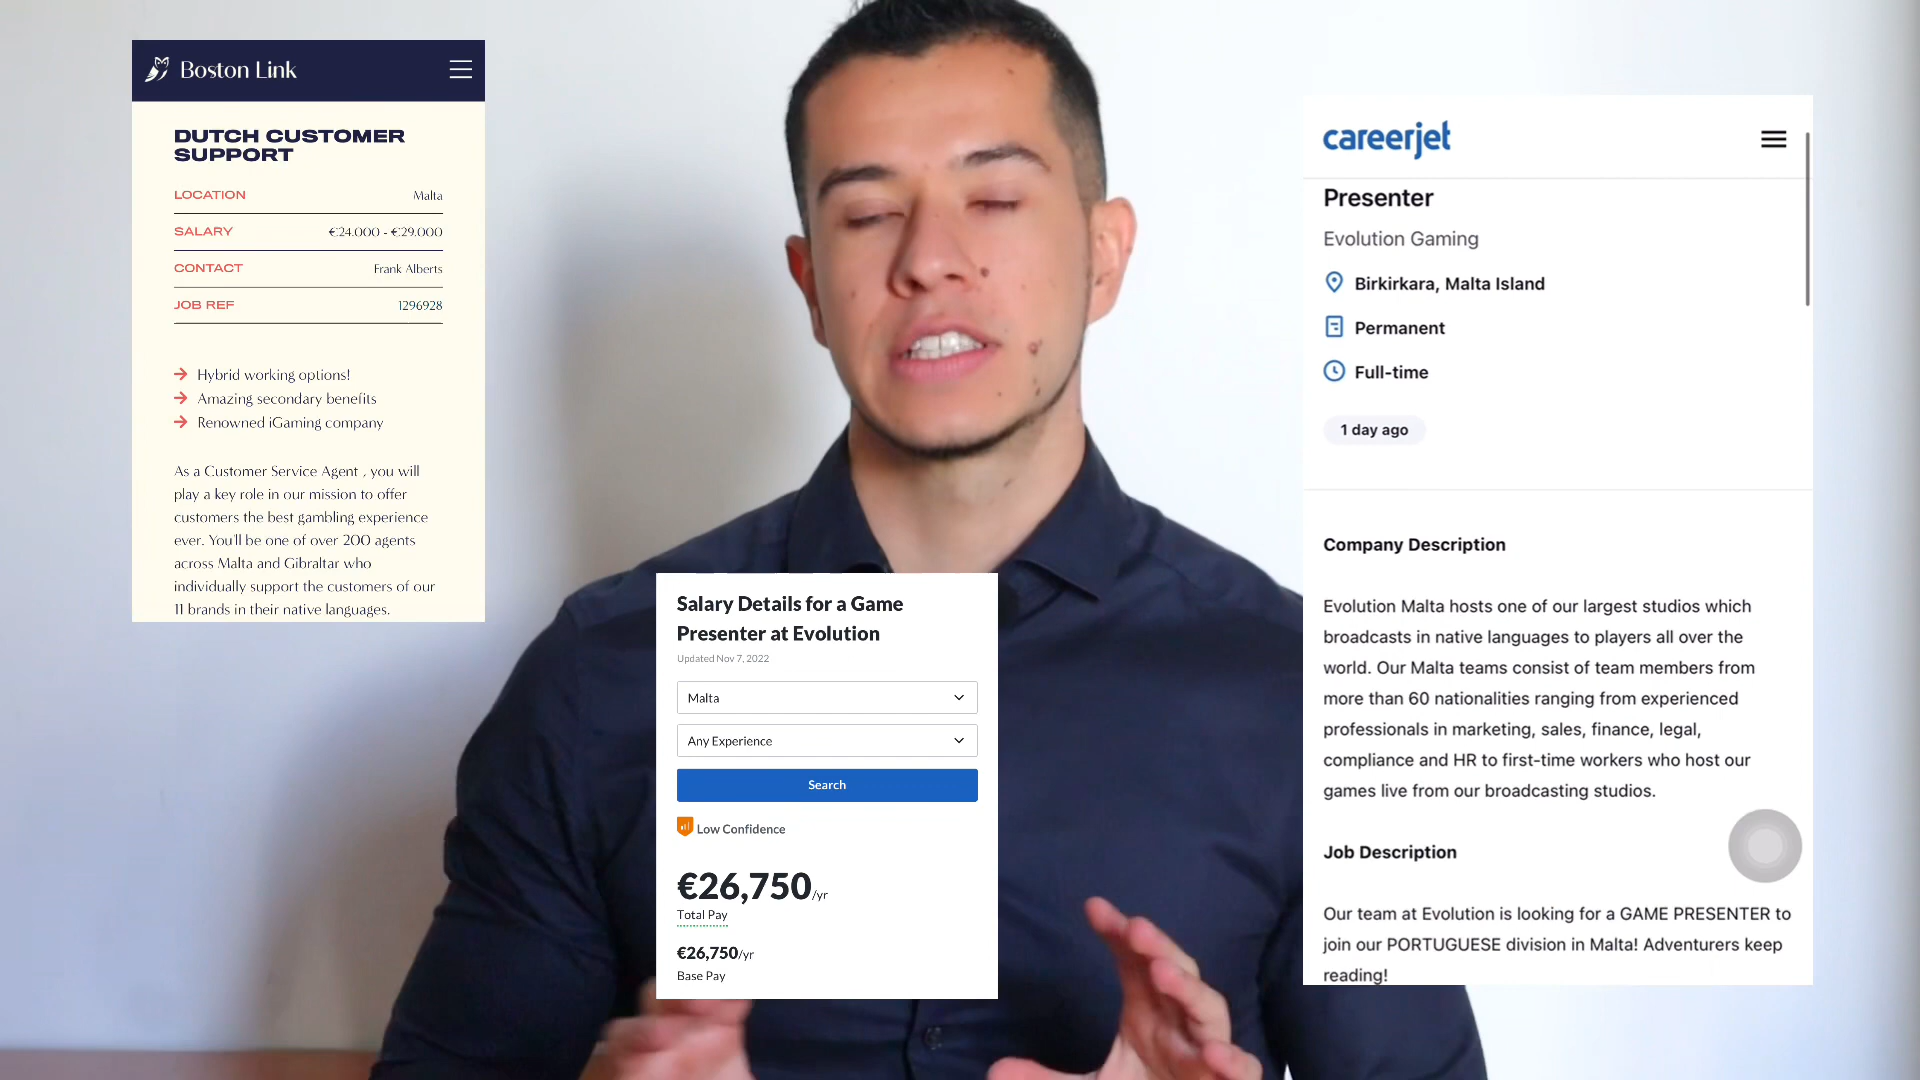 Boston Link
DUTCH CUSTOMER
SUPPORT
LOCATION Malta
SALARY €24.000 - €29.000
CONTACT Frank Alberts
JOB REF 1296928
Hybrid working options!
Amazing secondary benefits
Renowned iGaming company
As a Customer Service Agent , you will
play a key role in our mission to offer
customers the best gambling experience
ever. You'll be one of over 200 agents
across Malta and Gibraltar who
individually support the customers of our
11 brands in their native languages.
Salary Details for a Game
Presenter at Evolution
Updated Nov 7, 2022
Malta
Any Experience
Search
Low Confidence
€26,750/yr
Total Pay
€26,750/yr
Base Pay
careerjet
Presenter
Evolution Gaming
Birkirkara, Malta Island
Permanent
Full-time
1 day ago
Company Description
Evolution Malta hosts one of our largest studios which
broadcasts in native languages to players all over the
world. Our Malta teams consist of team members from
more than 60 nationalities ranging from experienced
professionals in marketing, sales, finance, legal,
compliance and HR to first-time workers who host our
games live from our broadcasting studios.
Job Description
Our team at Evolution is looking for a GAME PRESENTER to
join our PORTUGUESE division in Malta! Adventurers keep
reading!